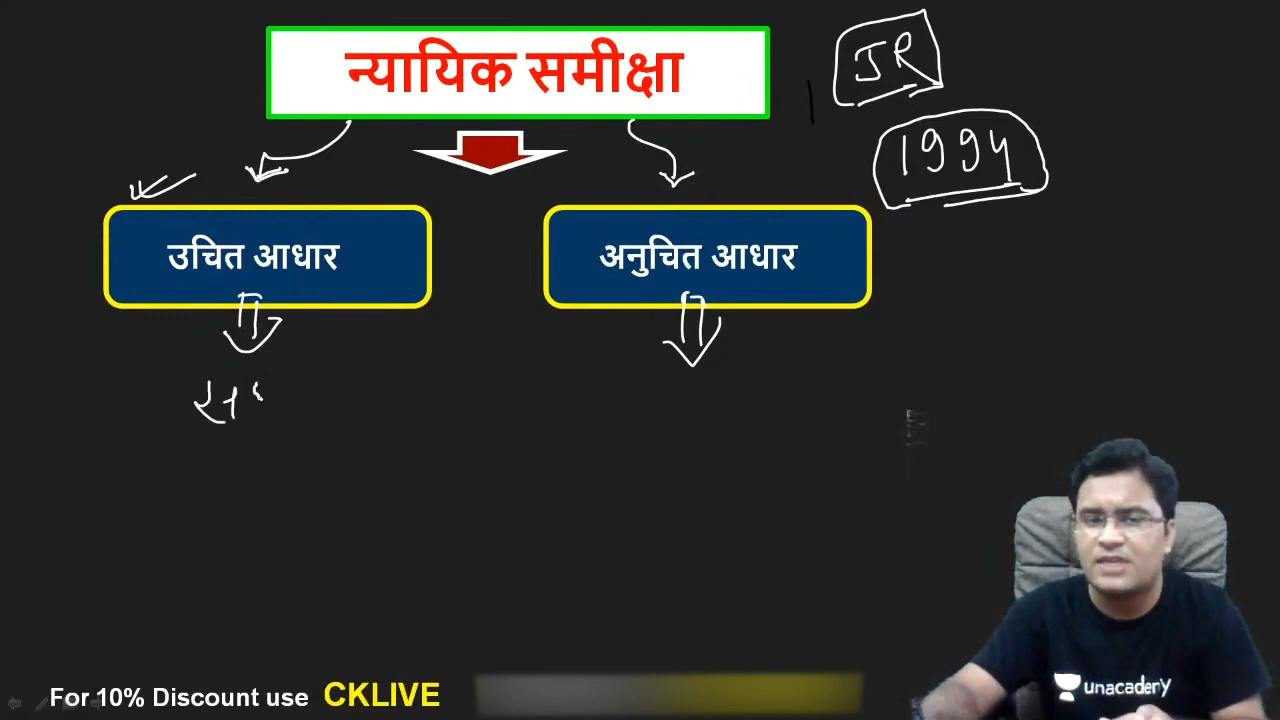 न्यायिक समीक्षा
JR
1994
उचित आधार
अनुचित आधार
unacademy
For 10% Discount use CKLIVE